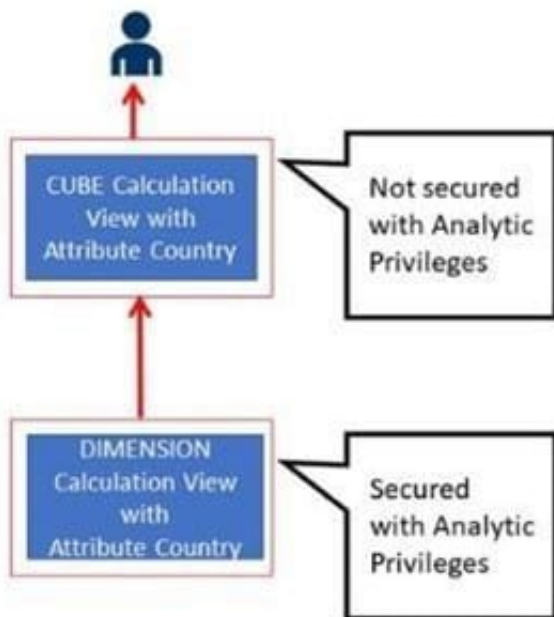 CUBE Calculation
View with
Attribute Country
Not secured
with Analytic
Privileges
DIMENSION
Calculation View
with
Attribute Country
Secured
with Analytic
Privileges